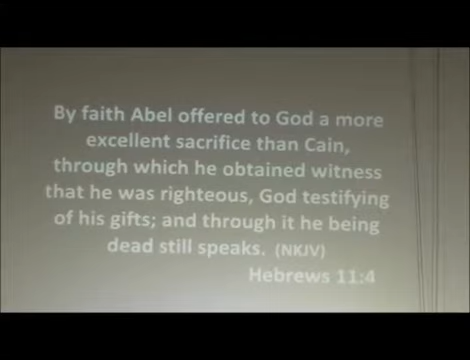 By faith Abel offered to God a more
excellent sacrifice than Cain,
through which he obtained witness
that he was righteous, God testifying
of his gifts; and through it he being
dead still speaks. (NKJV)
Hebrews 11:4